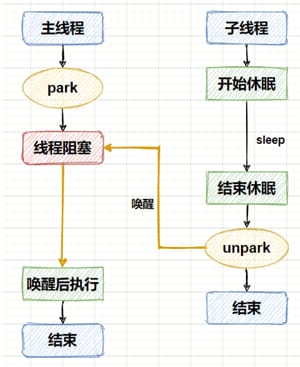 主线程
park
线程阻塞
唤醒后执行
结束
子线程
开始休眠
sleep
结束休眠
唤醒
unpark
结束